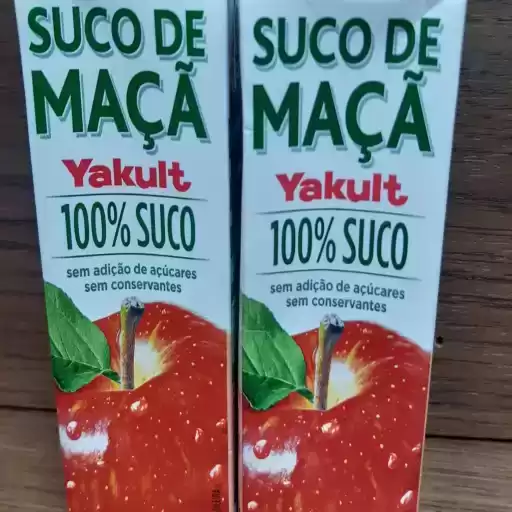 SUCO DE
MAÇÃ
Yakult
100% SUCO
sem adição de açúcares
sem conservantes
SUCO DE
MAÇÃ
Yakult
100% SUCO
sem adição de açúcares
sem conservantes